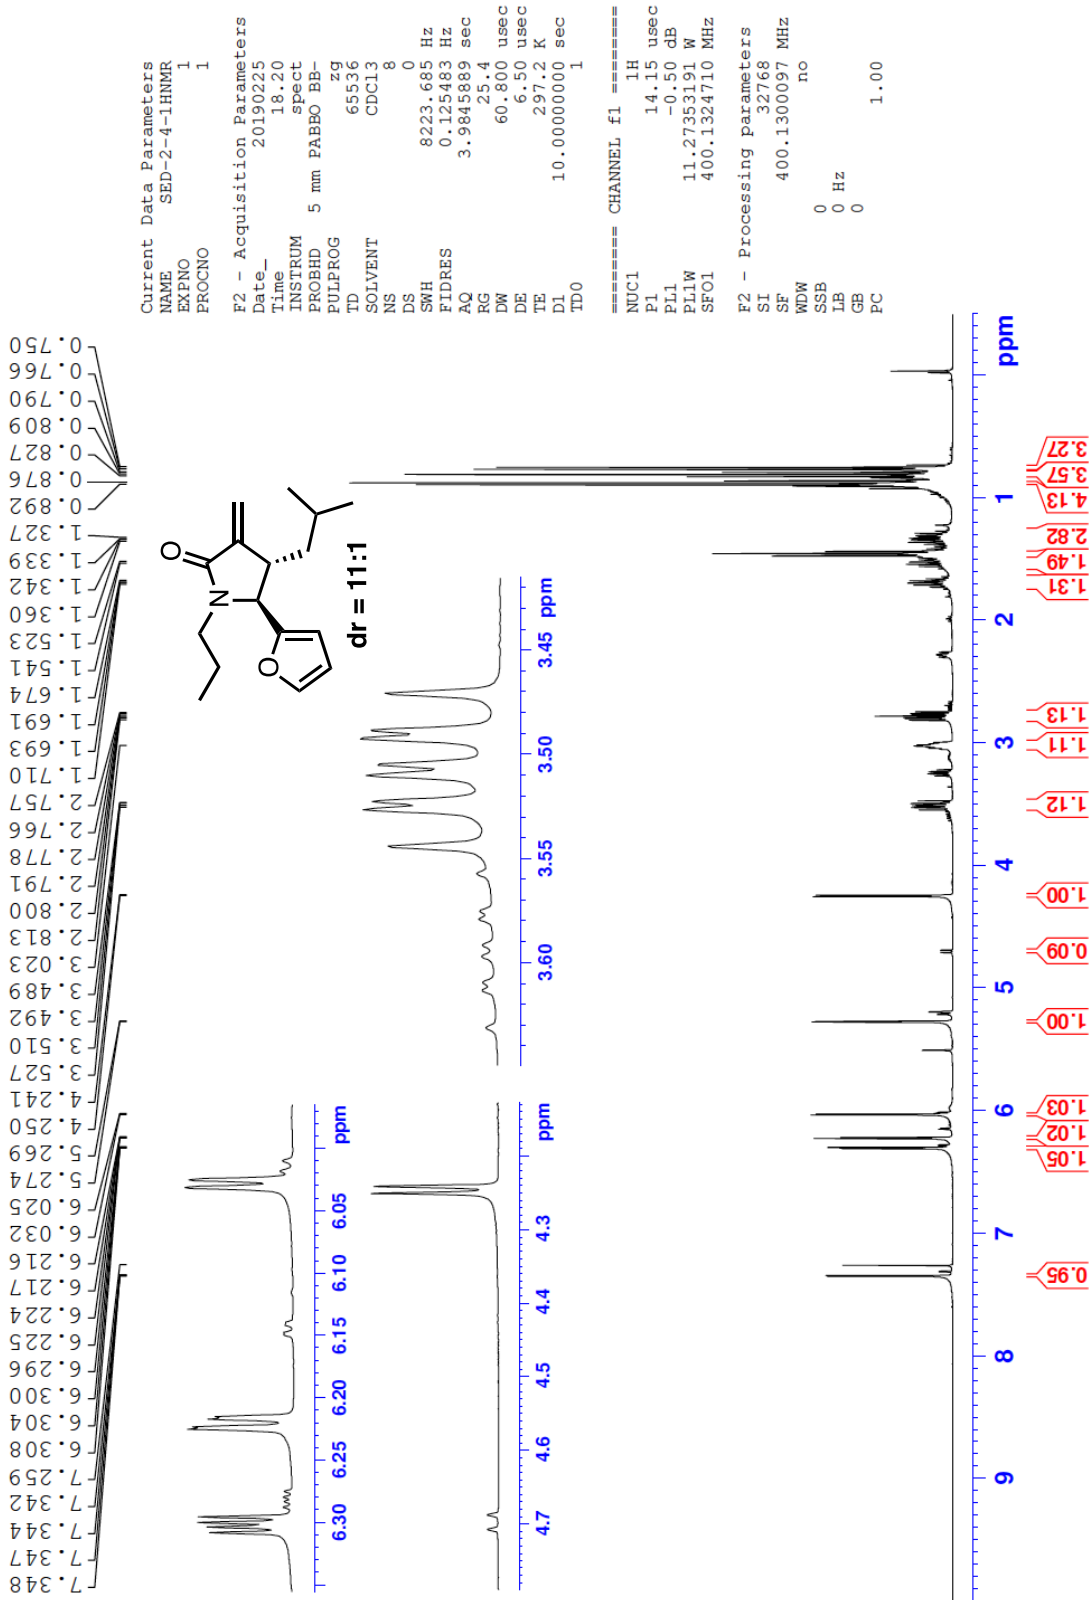 Current Data Parameters
NAME SED-2-4-1HNMR
EXPNO 1
PROCNO 1
F2 - Acquisition Parameters
Date_ 20190225
Time 18.20
INSTRUM spect
PROBHD 5 mm PABBO BB-
PULPROG zg
TD 65536
SOLVENT CDCl3
NS 8
DS 0
SWH 8223.685 Hz
FIDRES 0.125483 Hz
AQ 3.9845889 sec
RG 25.4
DW 60.800 usec
DE 6.50 usec
TE 297.2 K
D1 10.00000000 sec
TD0 1
======== CHANNEL f1 ========
NUC1 1H
P1 14.15 usec
PL1 -0.50 dB
PL1W 11.27353191 W
SFO1 400.1324710 MHz
F2 - Processing parameters
SI 32768
SF 400.1300097 MHz
WDW no
SSB 0
LB 0 Hz
GB 0
PC 1.00
7.348
7.347
7.344
7.342
7.259
6.308
6.304
6.300
6.296
6.225
6.224
6.217
6.216
6.032
6.025
5.274
5.269
4.250
4.241
3.527
3.510
3.492
3.489
3.023
2.813
2.800
2.791
2.778
2.766
2.757
1.710
1.693
1.691
1.674
1.541
1.523
1.360
1.342
1.339
1.327
0.892
0.876
0.827
0.809
0.790
0.766
0.750
O
N
O
dr = 11:1
6.30 6.25 6.20 6.15 6.10 6.05 ppm
3.60 3.55 3.50 3.45 ppm
4.7 4.6 4.5 4.4 4.3 ppm
9 8 7 6 5 4 3 2 1 ppm
0.95
1.05
1.02
1.03
1.00
0.09
1.00
1.12
1.11
1.13
1.31
1.49
2.82
4.13
3.57
3.27